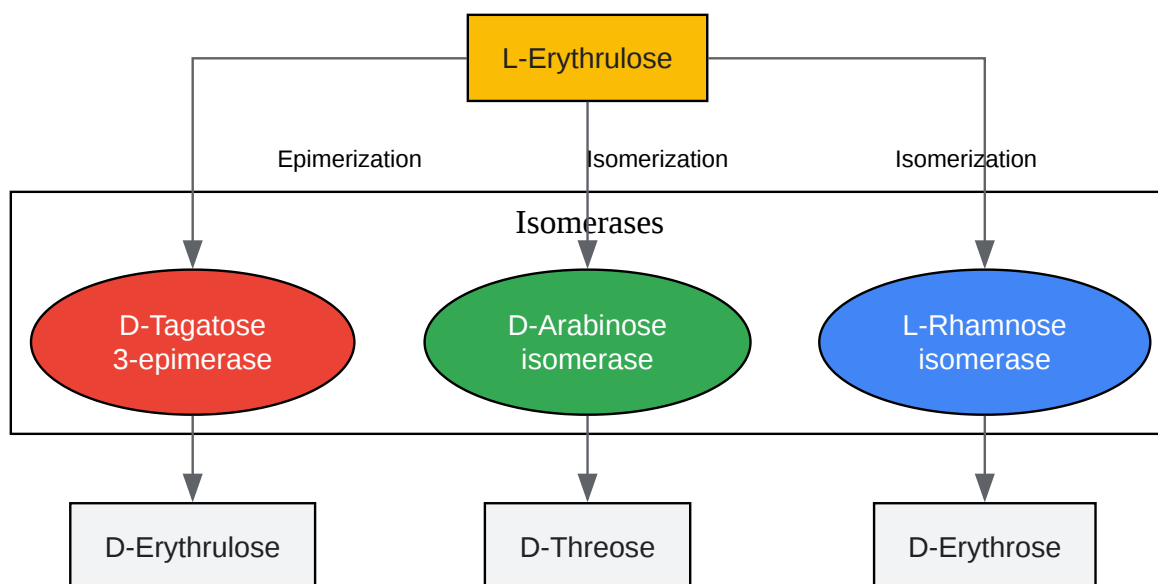 L-Erythrulose
Epimerization
Isomerization
Isomerization
Isomerases
D-Tagatose
3-epimerase
D-Arabinose
isomerase
L-Rhamnose
isomerase
D-Erythrulose
D-Threose
D-Erythrose